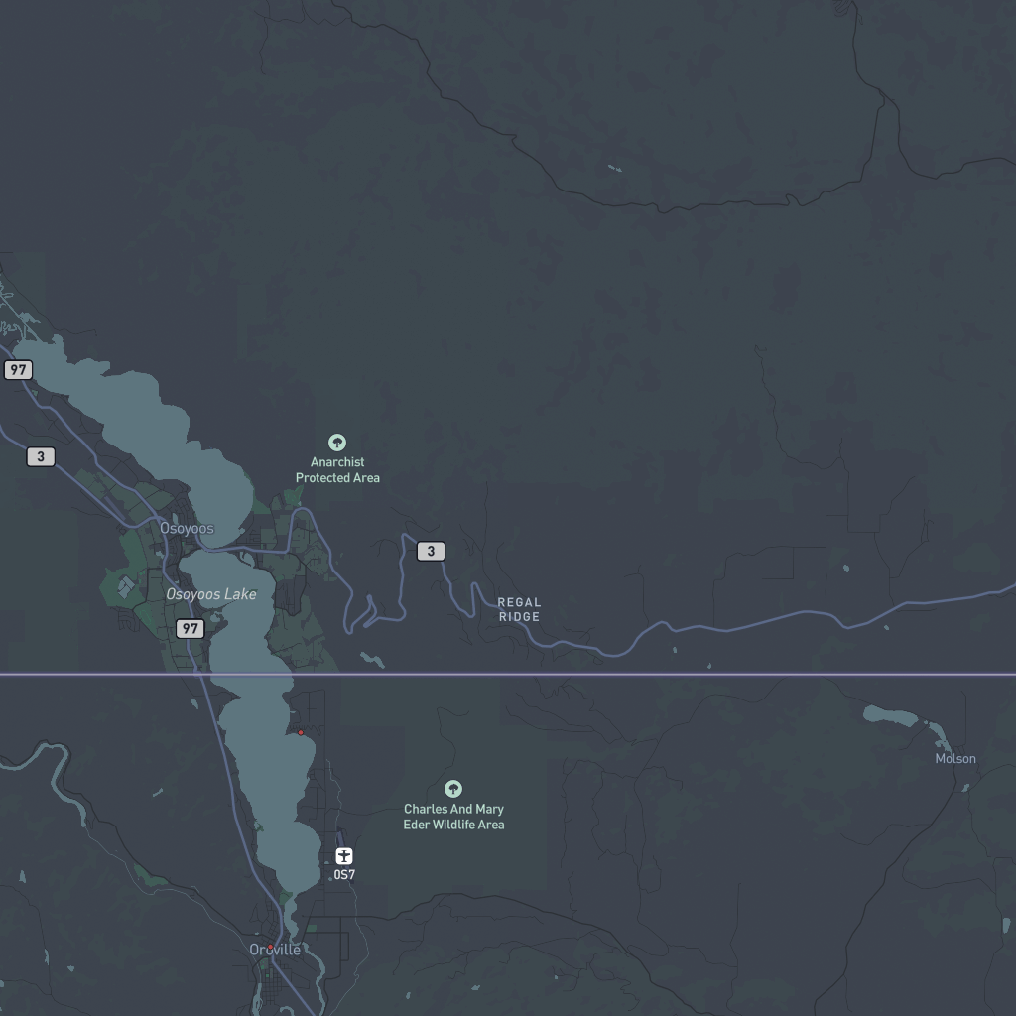 97
3
Anarchist
Protected Area
Osoyoos
3
Osoyoos Lake
REGAL
RIDGE
97
Molson
Charles And Mary
Eder Wildlife Area
0S7
Oroville